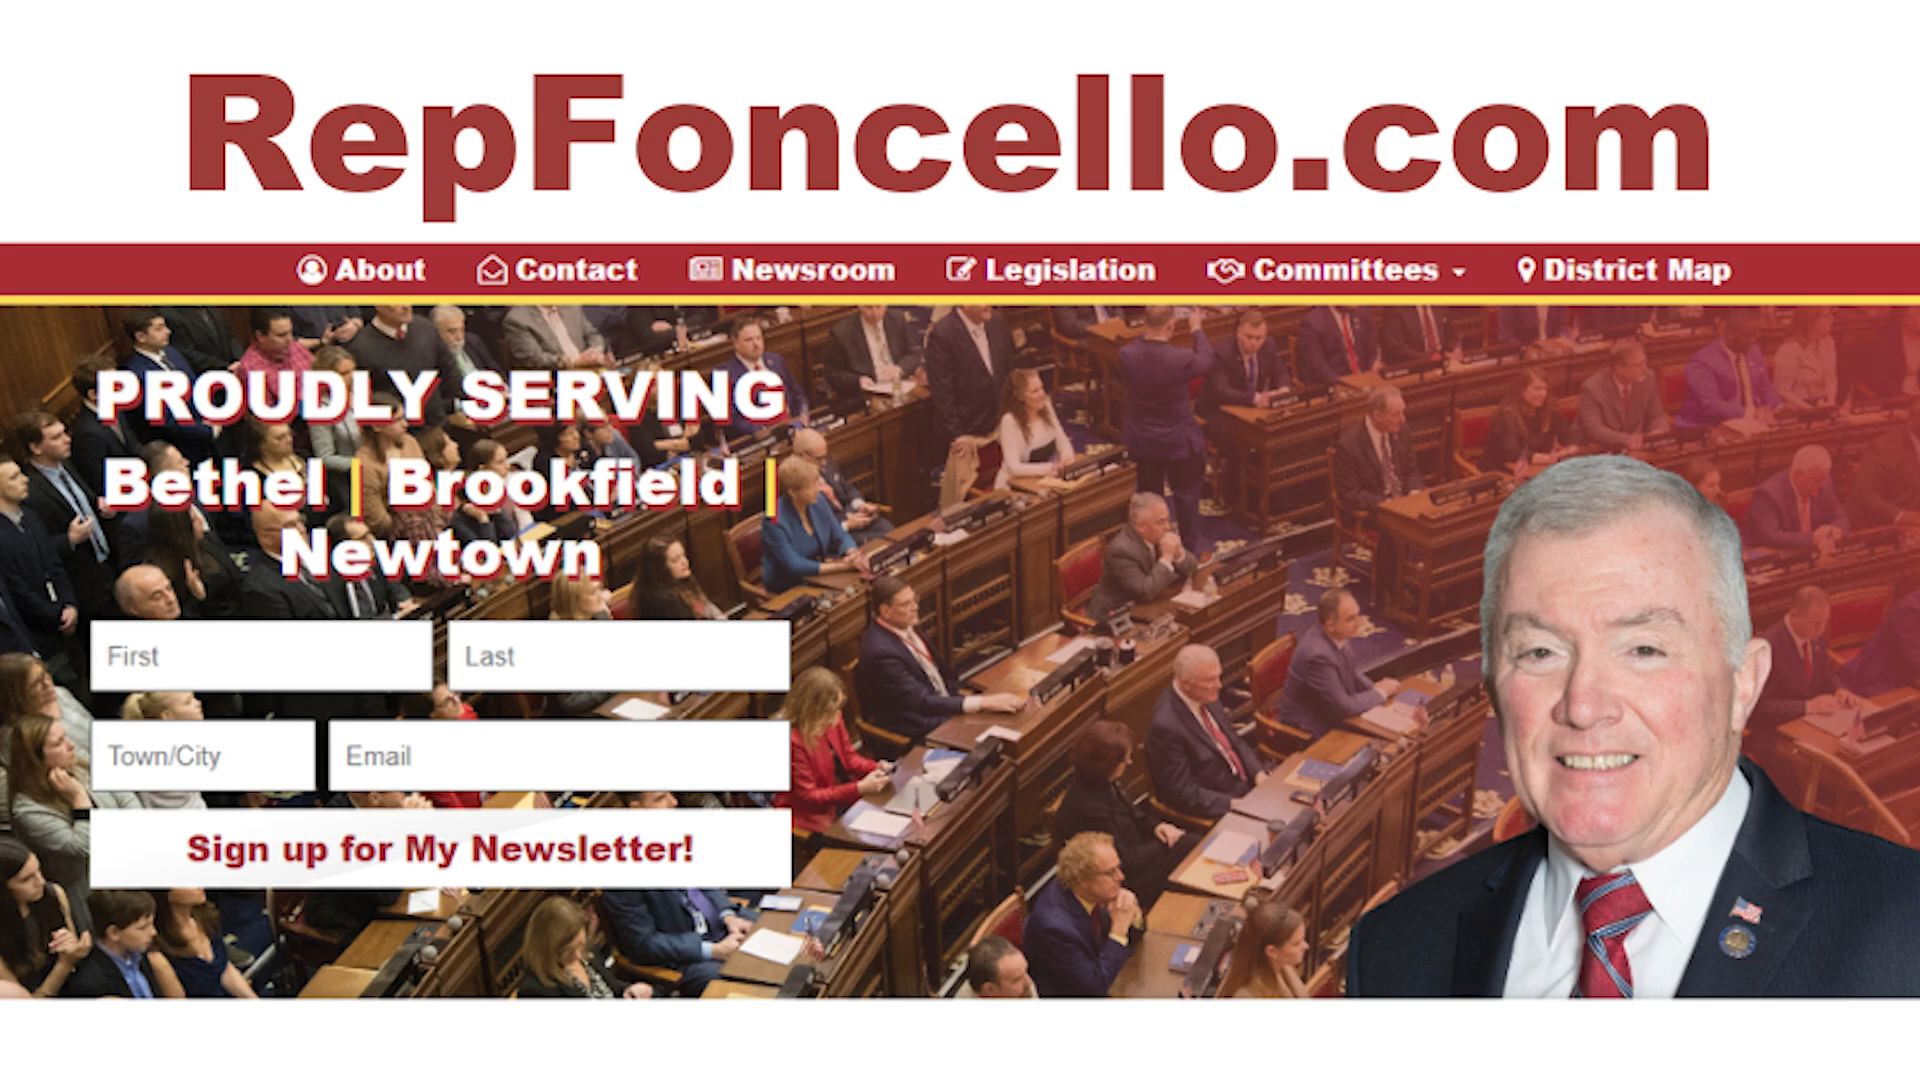 RepFoncello.com
About Contact Newsroom Legislation Committees District Map
PROUDLY SERVING
Bethel | Brookfield |
Newtown
First Last
Town/City Email
Sign up for My Newsletter!